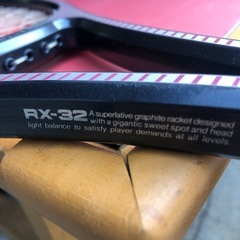 RX-32 A superlative graphite racket designed
with a gigantic sweet spot and head
light balance to satisfy player demands at all levels.